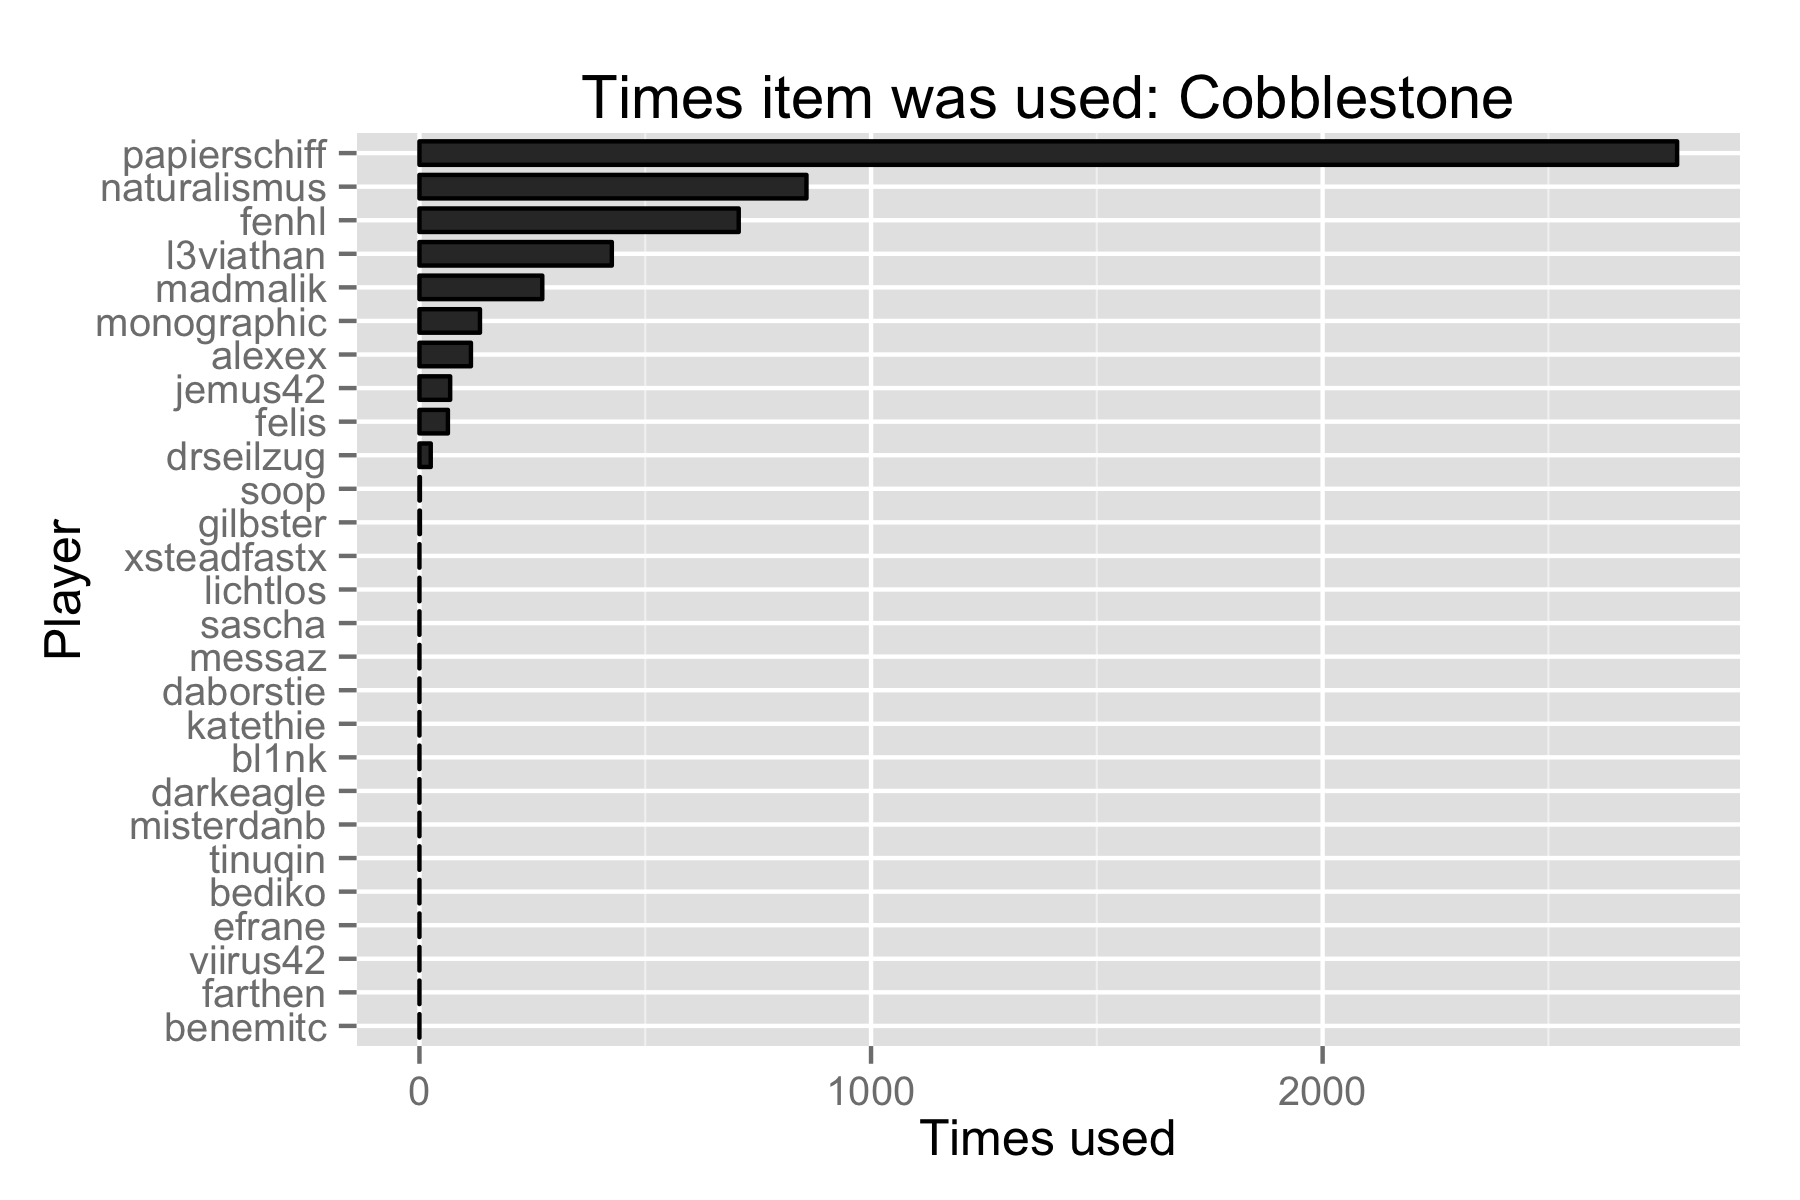 Times item was used: Cobblestone
papierschiff
naturalismus
fenhl
l3viathan
madmalik
monographic
alexex
jemus42
felis
drseilzug
soop
gilbster
xsteadfastx
lichtlos
sascha
messaz
daborstie
katethie
bl1nk
darkeagle
misterdanb
tinuqin
bediko
efrane
viirus42
farthen
benemitc
Player
0 1000 2000
Times used